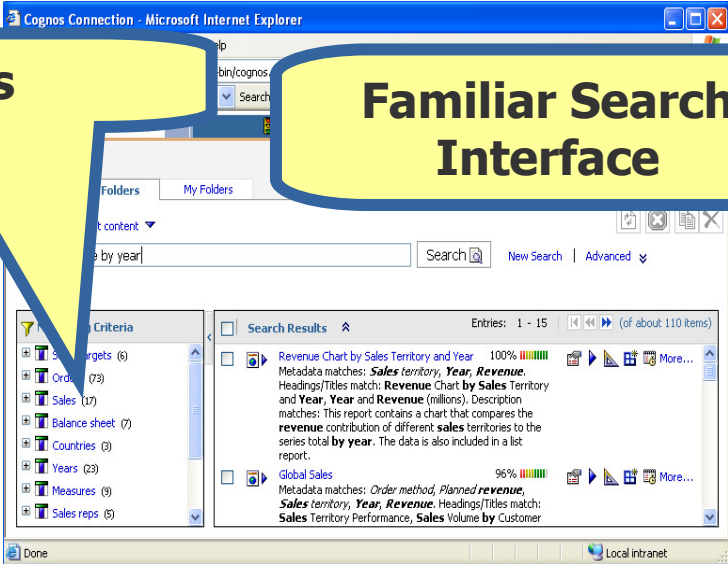 Cognos Connection - Microsoft Internet Explorer
elp
bin/cognos.
Search
s
Familiar Search
Interface
Folders
My Folders
t content
e by year
Search
New Search | Advanced
Criteria
Search Results
Entries: 1 - 15
(of about 110 items)
argets (6)
Ord (73)
Sales (17)
Balance sheet (7)
Countries (3)
Years (23)
Measures (9)
Sales reps (5)
Revenue Chart by Sales Territory and Year 100%
More...
Metadata matches: Sales territory, Year, Revenue.
Headings/Titles match: Revenue Chart by Sales Territory
and Year, Year and Revenue (millions). Description
matches: This report contains a chart that compares the
revenue contribution of different sales territories to the
series total by year. The data is also included in a list
report.
Global Sales 96%
More...
Metadata matches: Order method, Planned revenue,
Sales territory, Year, Revenue. Headings/Titles match:
Sales Territory Performance, Sales Volume by Customer
Done
Local intranet